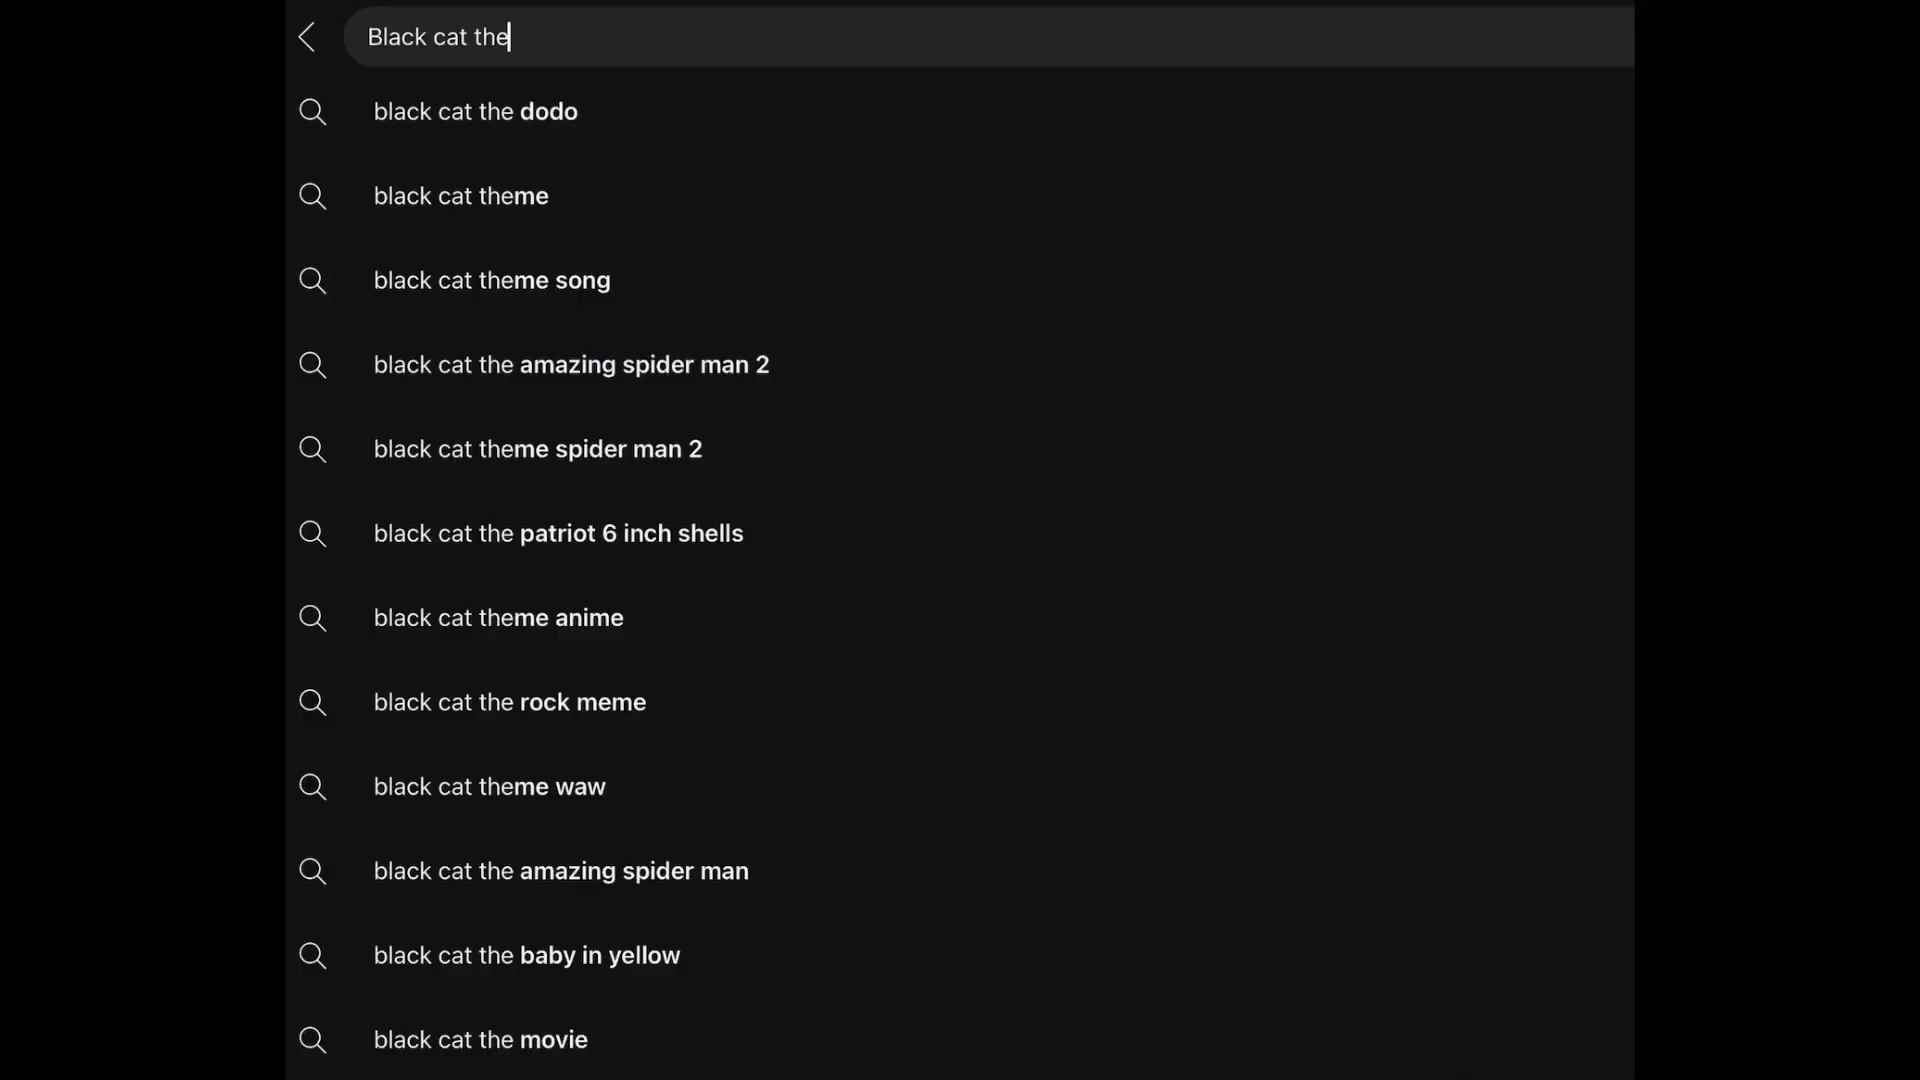 Black cat the
black cat the dodo
black cat theme
black cat theme song
black cat the amazing spider man 2
black cat theme spider man 2
black cat the patriot 6 inch shells
black cat theme anime
black cat the rock meme
black cat theme waw
black cat the amazing spider man
black cat the baby in yellow
black cat the movie